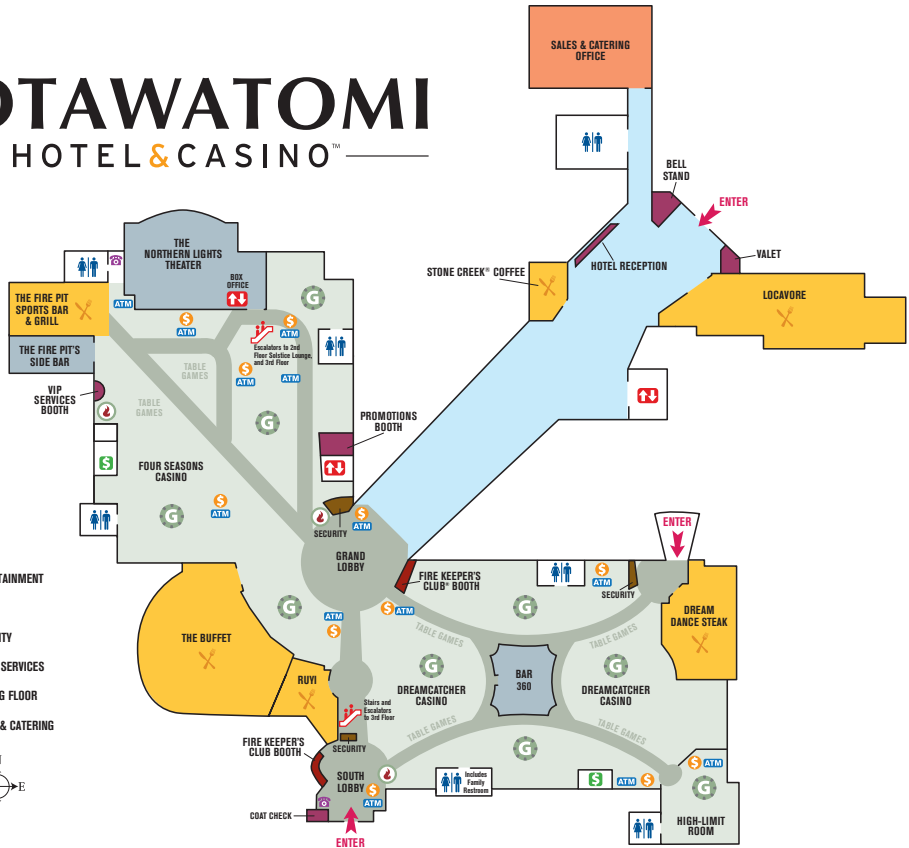 OTAWATOMI
HOTEL & CASINO™
SALES & CATERING
OFFICE
BELL
STAND
ENTER
VALET
HOTEL RECEPTION
STONE CREEK® COFFEE
LOCAVORE
THE
NORTHERN LIGHTS
THEATER
BOX
OFFICE
G
THE FIRE PIT
SPORTS BAR
& GRILL
ATM
$
ATM
$
ATM
Escalators to 2nd
Floor Solstice Lounge,
and 3rd Floor
THE FIRE PIT'S
SIDE BAR
TABLE
GAMES
$
ATM
ATM
VIP
SERVICES
BOOTH
TABLE
GAMES
G
PROMOTIONS
BOOTH
$
FOUR SEASONS
CASINO
G
$
ATM
SECURITY
$
ATM
GRAND
LOBBY
ENTER
FIRE KEEPER'S
CLUB® BOOTH
$
ATM
SECURITY
TAINMENT
G
ATM
$
$
ATM
G
TABLE GAMES
TABLE GAMES
DREAM
DANCE STEAK
ITY
THE BUFFET
SERVICES
RUYI
G
DREAMCATCHER
CASINO
BAR
360
G
DREAMCATCHER
CASINO
G FLOOR
Stairs and
Escalators
to 3rd Floor
& CATERING
TABLE GAMES
TABLE GAMES
FIRE KEEPER'S
CLUB BOOTH
SECURITY
G
E
SOUTH
LOBBY
$
ATM
Includes
Family
Restroom
$
ATM
$
$
ATM
G
COAT CHECK
ENTER
HIGH-LIMIT
ROOM